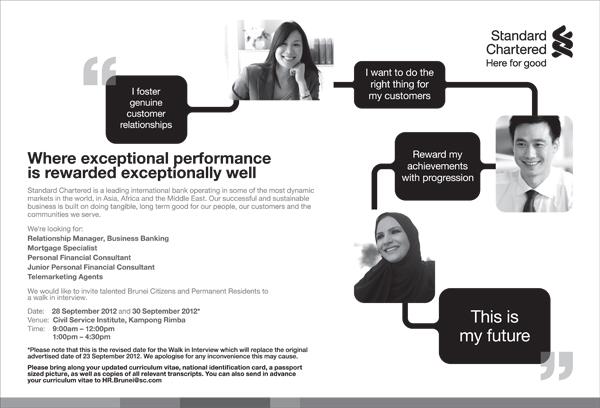 Standard
Chartered
Here for good
I foster
genuine
customer
relationships
I want to do the
right thing for
my customers
Reward my
achievements
with progression
This is
my future
Where exceptional performance
is rewarded exceptionally well
Standard Chartered is a leading international bank operating in some of the most dynamic
markets in the world, in Asia, Africa and the Middle East. Our successful and sustainable
business is built on doing tangible, long term good for our people, our customers and the
communities we serve.
We're looking for:
Relationship Manager, Business Banking
Mortgage Specialist
Personal Financial Consultant
Junior Personal Financial Consultant
Telemarketing Agents
We would like to invite talented Brunei Citizens and Permanent Residents to
a walk in interview.
Date: 28 September 2012 and 30 September 2012*
Venue: Civil Service Institute, Kampong Rimba
Time: 9:00am – 12:00pm
1:00pm – 4:30pm
*Please note that this is the revised date for the Walk in Interview which will replace the original
advertised date of 23 September 2012. We apologise for any inconvenience this may cause.
Please bring along your updated curriculum vitae, national identification card, a passport
sized picture, as well as copies of all relevant transcripts. You can also send in advance
your curriculum vitae to HR.Brunei@sc.com